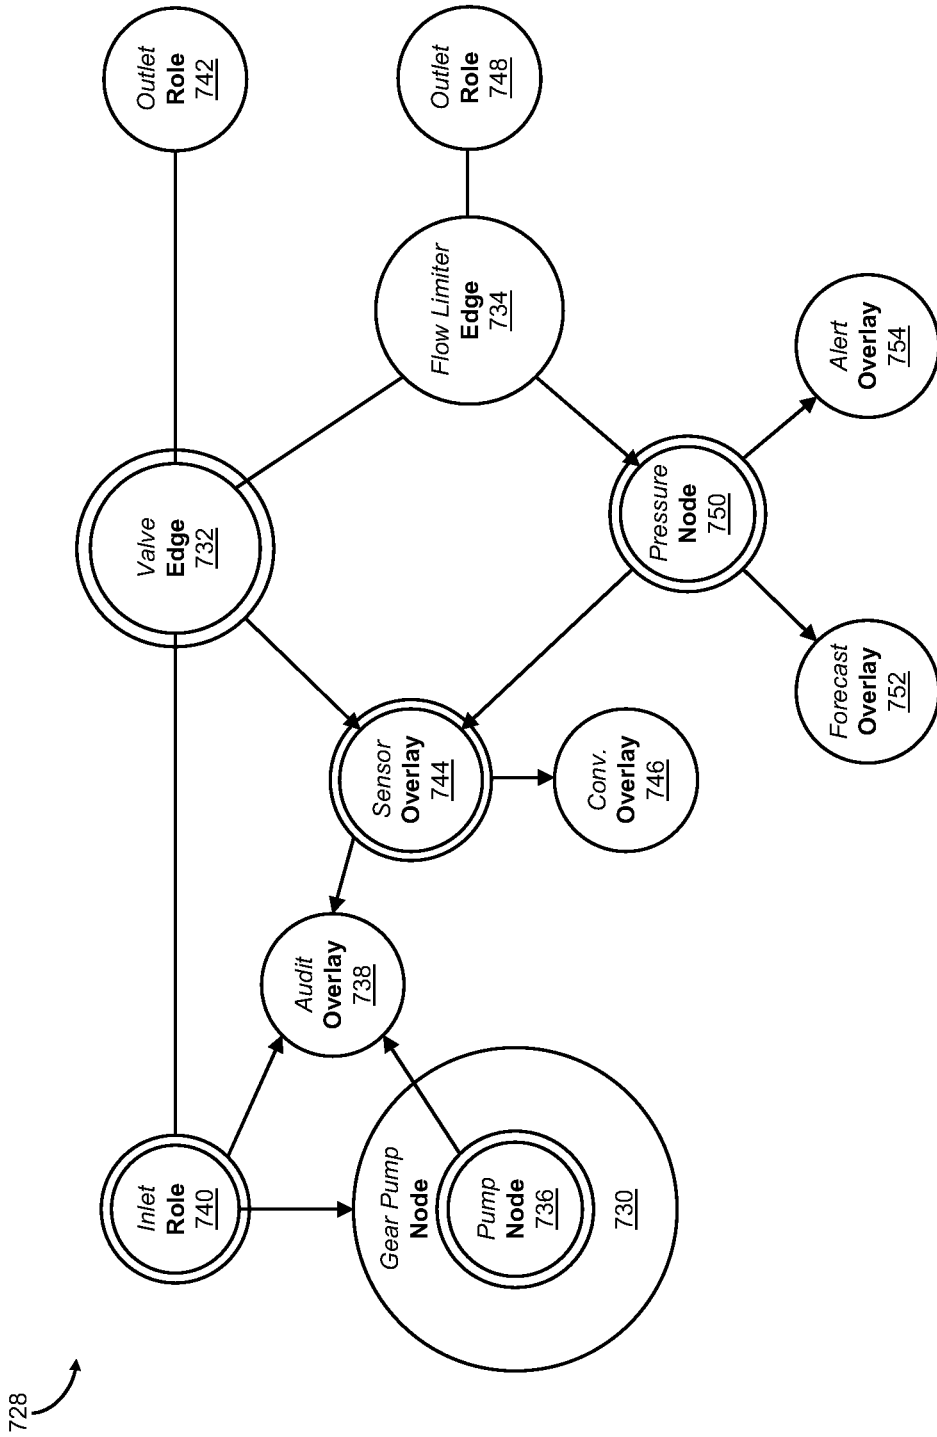 728
Inlet
Role
740
Valve
Edge
732
Outlet
Role
742
Audit
Overlay
738
Sensor
Overlay
744
Gear Pump
Node
Pump
Node
736
730
Conv.
Overlay
746
Flow Limiter
Edge
734
Outlet
Role
748
Pressure
Node
750
Forecast
Overlay
752
Alert
Overlay
754